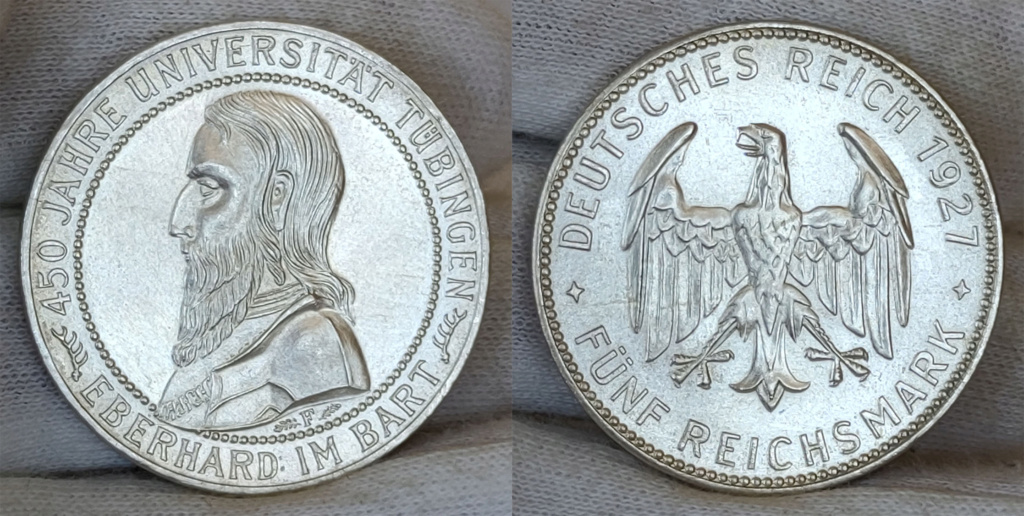 450 JAHRE UNIVERSITÄT TÜBINGEN
EBERHARD· IM BART
F
DEUTSCHES REICH 1927
FÜNF REICHSMARK